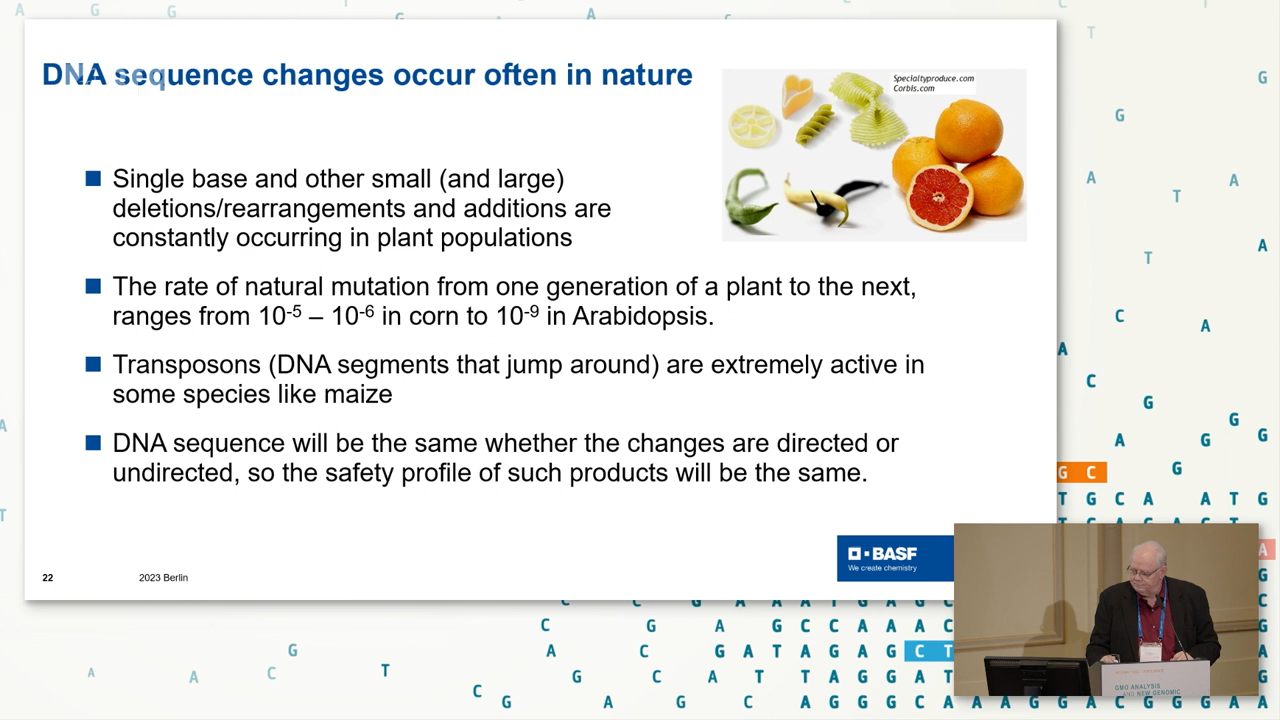 DNA sequence changes occur often in nature
Specialtyproduce.com
Corbis.com
Single base and other small (and large)
deletions/rearrangements and additions are
constantly occurring in plant populations
The rate of natural mutation from one generation of a plant to the next,
ranges from 10⁻⁵ – 10⁻⁶ in corn to 10⁻⁹ in Arabidopsis.
Transposons (DNA segments that jump around) are extremely active in
some species like maize
DNA sequence will be the same whether the changes are directed or
undirected, so the safety profile of such products will be the same.
22
2023 Berlin
BASF
We create chemistry
GMO ANALYSIS
AND NEW GENOMIC